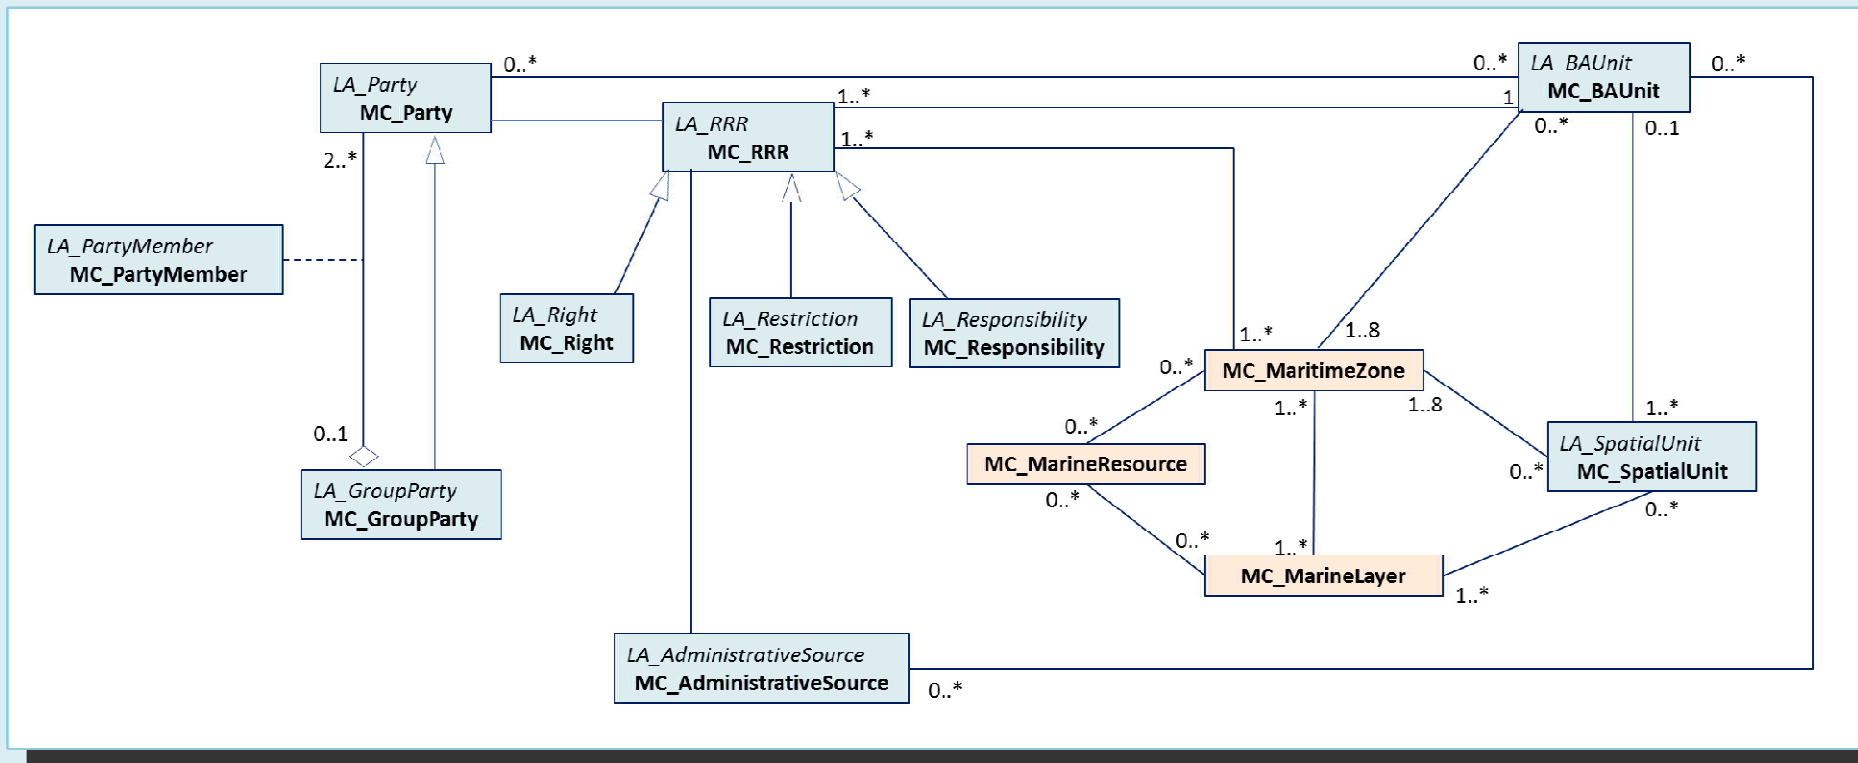 LA_Party
MC_Party
0..*
0..*
LA_BAUnit
MC_BAUnit
0..*
1..*
1
LA_RRR
MC_RRR
1..*
0..*
0..1
2..*
LA_PartyMember
MC_PartyMember
LA_Right
MC_Right
LA_Restriction
MC_Restriction
LA_Responsibility
MC_Responsibility
1..*
1..8
0..*
MC_MaritimeZone
1..*
1..8
1..*
0..*
0..1
MC_MarineResource
LA_SpatialUnit
MC_SpatialUnit
0..*
0..*
0..*
LA_GroupParty
MC_GroupParty
0..*
1..*
MC_MarineLayer
1..*
LA_AdministrativeSource
MC_AdministrativeSource
0..*